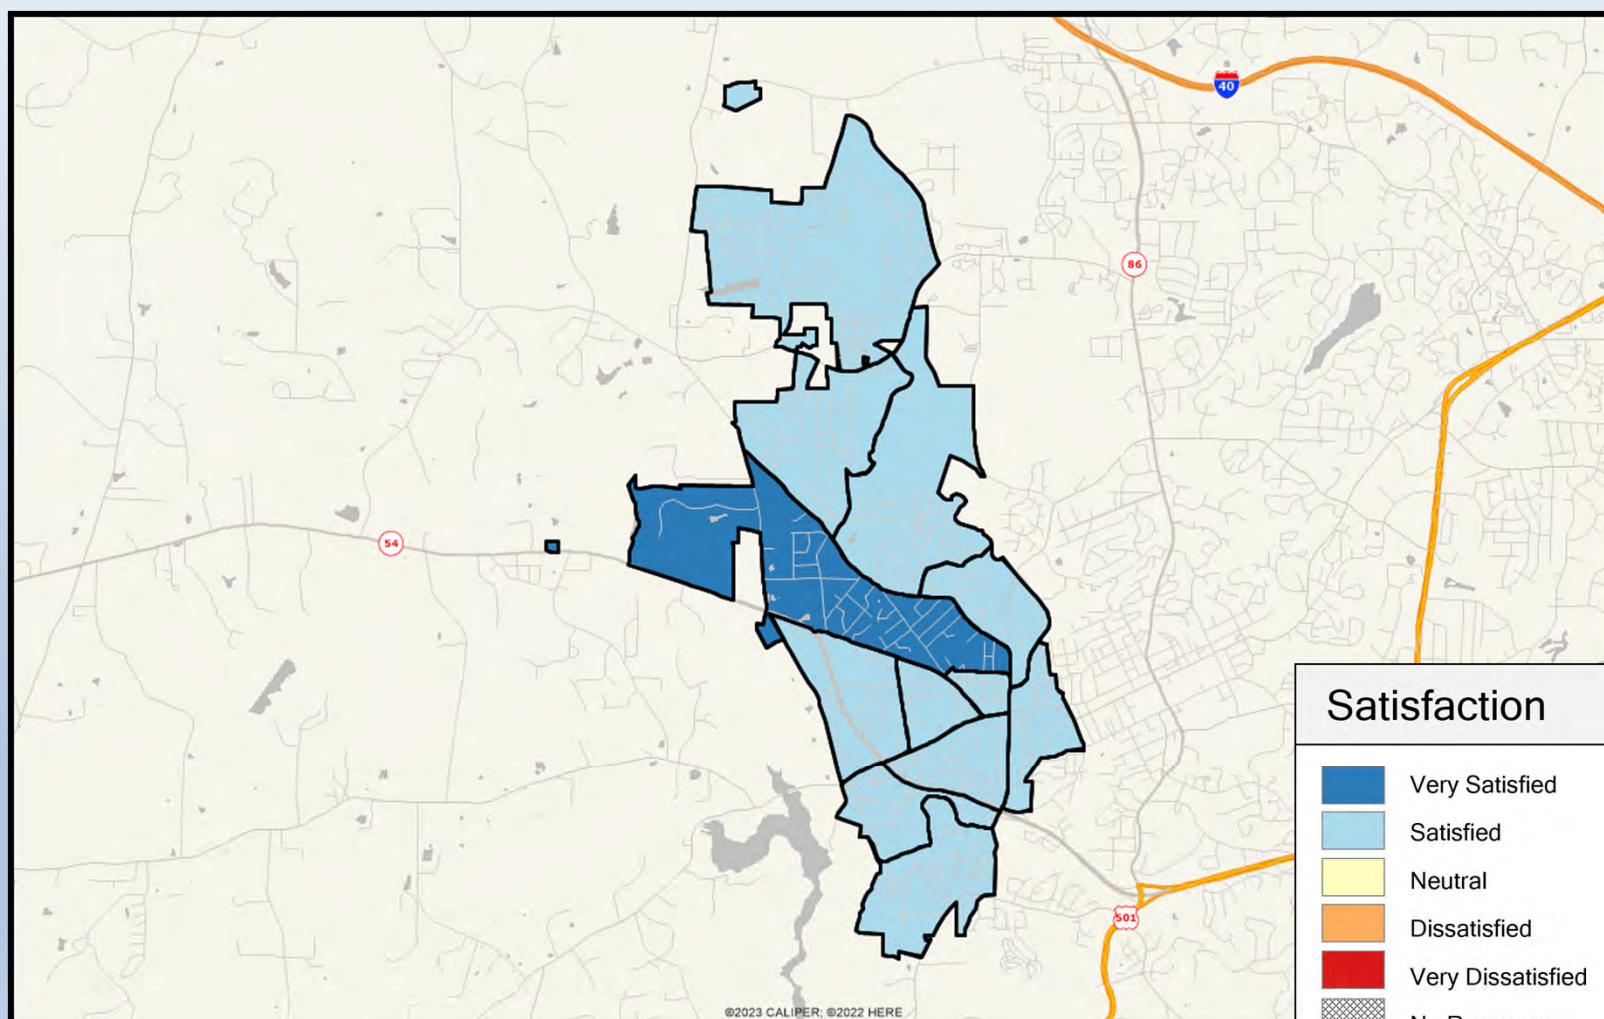 40
86
54
Satisfaction
Very Satisfied
Satisfied
Neutral
Dissatisfied
501
Very Dissatisfied
©2023 CALIPER; ©2022 HERE